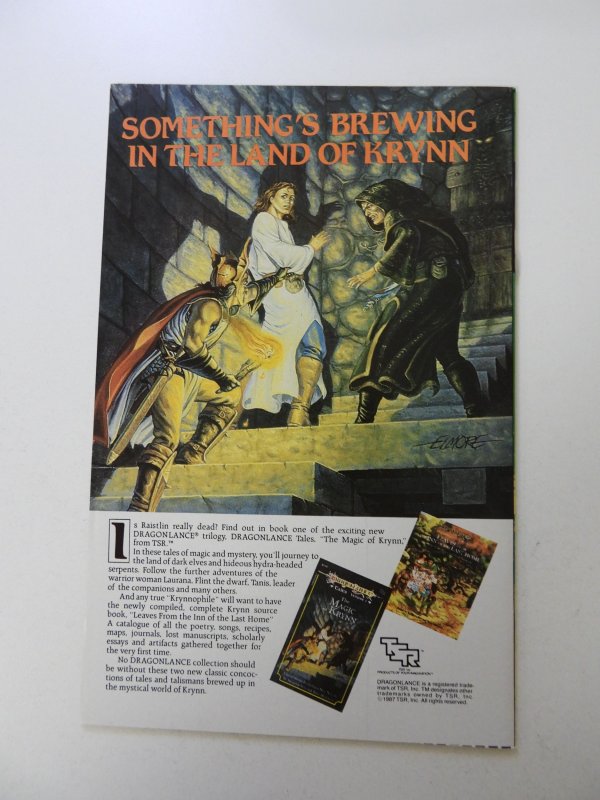 SOMETHING'S BREWING
IN THE LAND OF KRYNN
ELMORE
Is Raistlin really dead? Find out in book one of the exciting new
DRAGONLANCE® trilogy. DRAGONLANCE Tales. "The Magic of Krynn,"
from TSR.™
In these tales of magic and mystery, you'll journey to
the land of dark elves and hideous hydra-headed
serpents. Follow the further adventures of the
warrior woman Laurana, Flint the dwarf, Tanis, leader
of the companions and many others.
And any true "Krynnophile" will want to have
the newly compiled, complete Krynn source
book, "Leaves From the Inn of the Last Home"
A catalogue of all the poetry, songs, recipes,
maps, journals, lost manuscripts, scholarly
essays and artifacts gathered together for
the very first time.
No DRAGONLANCE collection should
be without these two new classic concoc-
tions of tales and talismans brewed up in
the mystical world of Krynn.
The
MAGIC
of
KRYNN
TSR
PRODUCTS OF YOUR IMAGINATION™
DRAGONLANCE is a registered trade-
mark of TSR, Inc. TM designates other
trademarks owned by TSR, Inc.
©1987 TSR, Inc. All rights reserved.